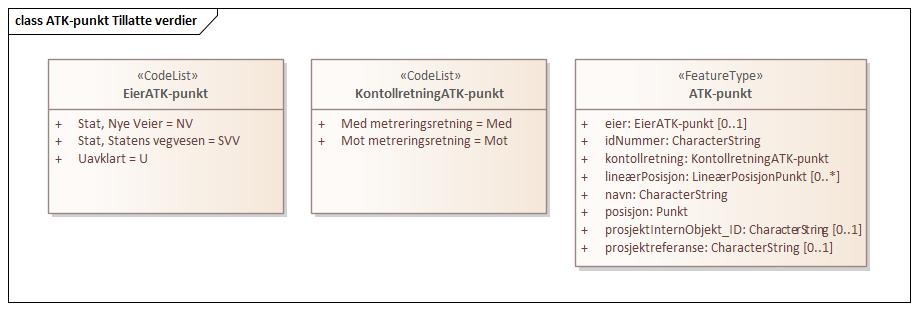 class ATK-punkt Tillatte verdier
«CodeList»
EierATK-punkt
+ Stat, Nye Veier = NV
+ Stat, Statens vegvesen = SVV
+ Uavklart = U
«CodeList»
KontollretningATK-punkt
+ Med metreringsretning = Med
+ Mot metreringsretning = Mot
«FeatureType»
ATK-punkt
+ eier: EierATK-punkt [0..1]
+ idNummer: CharacterString
+ kontollretning: KontollretningATK-punkt
+ lineærPosisjon: LineærPosisjonPunkt [0..*]
+ navn: CharacterString
+ posisjon: Punkt
+ prosjektInternObjekt_ID: CharacterString [0..1]
+ prosjektreferanse: CharacterString [0..1]